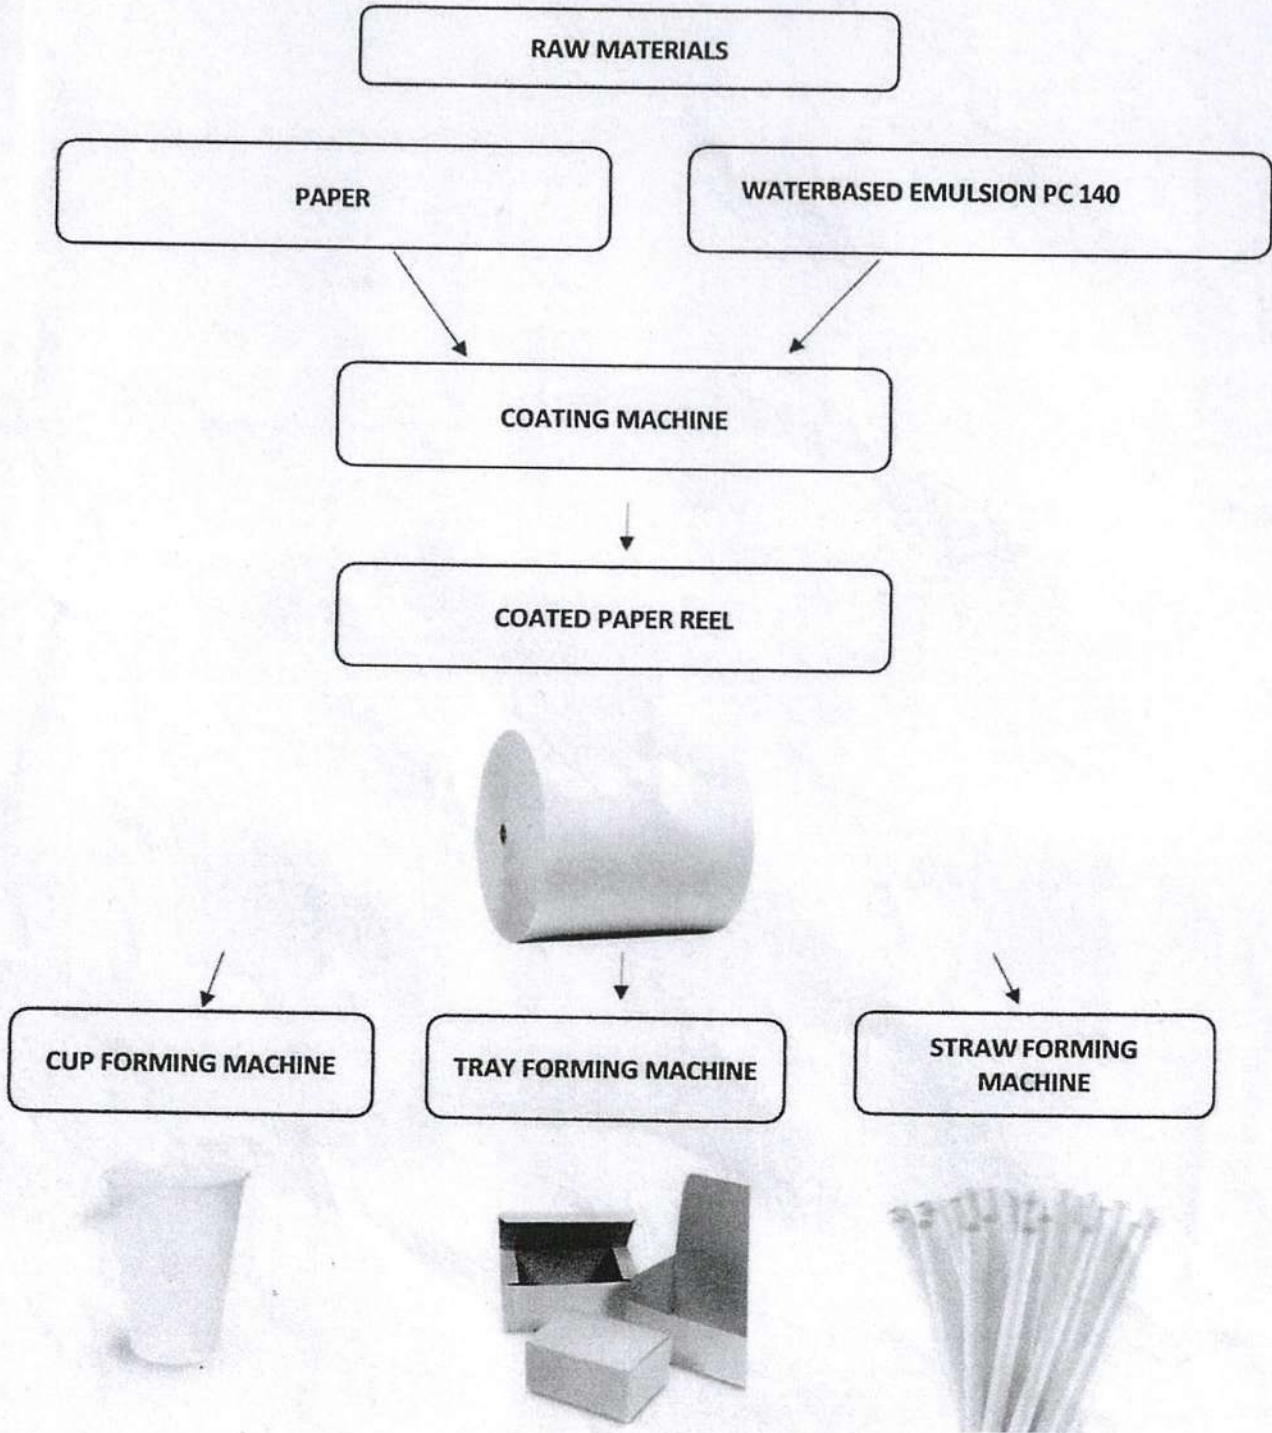 RAW MATERIALS
PAPER
WATERBASED EMULSION PC 140
COATING MACHINE
COATED PAPER REEL
CUP FORMING MACHINE
TRAY FORMING MACHINE
STRAW FORMING
MACHINE